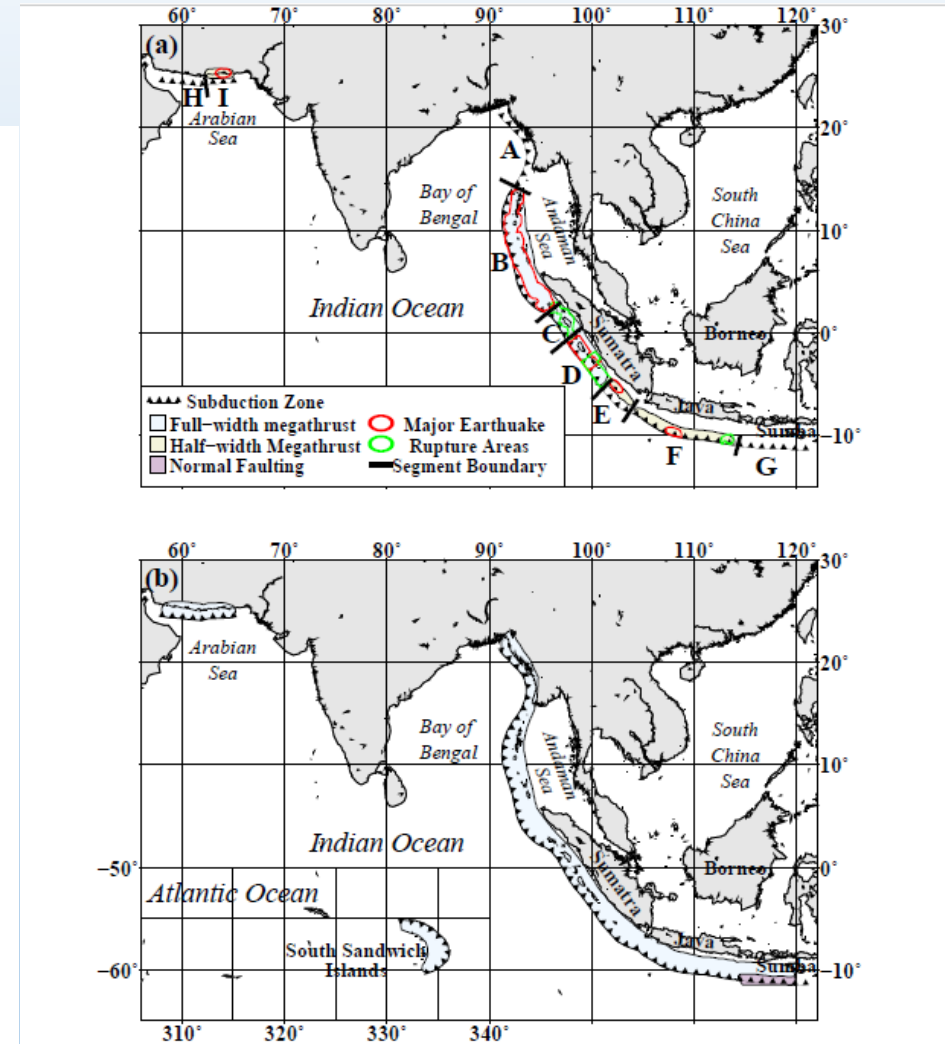 60° 70° 80° 90° 100° 110° 120°
(a)
30°
H I
Arabian
Sea
20°
A
Bay of
Bengal
Andaman
Sea
South
China
Sea
10°
B
Indian Ocean
C
Sumatra
Borneo
0°
D
E
Java
Sumba
−10°
F
G
Subduction Zone
Full−width megathrust
Major Earthuake
Half−width Megathrust
Rupture Areas
Normal Faulting
Segment Boundary
60° 70° 80° 90° 100° 110° 120°
(b)
30°
Arabian
Sea
20°
Bay of
Bengal
Andaman
Sea
South
China
Sea
10°
Indian Ocean
−50°
Sumatra
Borneo
0°
Atlantic Ocean
South Sandwich
Islands
Java
Sumba
−60°
−10°
310° 320° 330° 340°